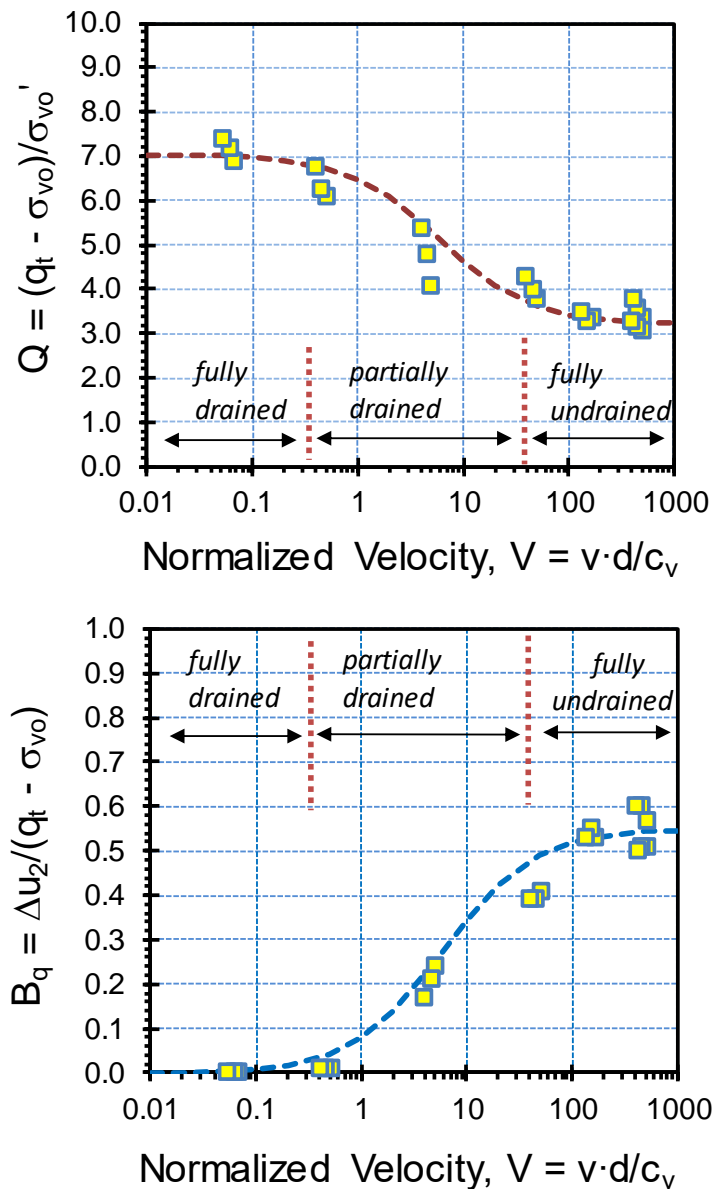 10.0
9.0
8.0
7.0
6.0
5.0
4.0
3.0
2.0
1.0
0.0
Q = (qₜ - σᵥₒ)/σᵥₒ'
fully
drained
partially
drained
fully
undrained
0.01 0.1 1 10 100 1000
Normalized Velocity, V = v·d/cᵥ
1.0
0.9
0.8
0.7
0.6
0.5
0.4
0.3
0.2
0.1
0.0
B_q = Δu₂/(qₜ - σᵥₒ)
fully
drained
partially
drained
fully
undrained
0.01 0.1 1 10 100 1000
Normalized Velocity, V = v·d/cᵥ